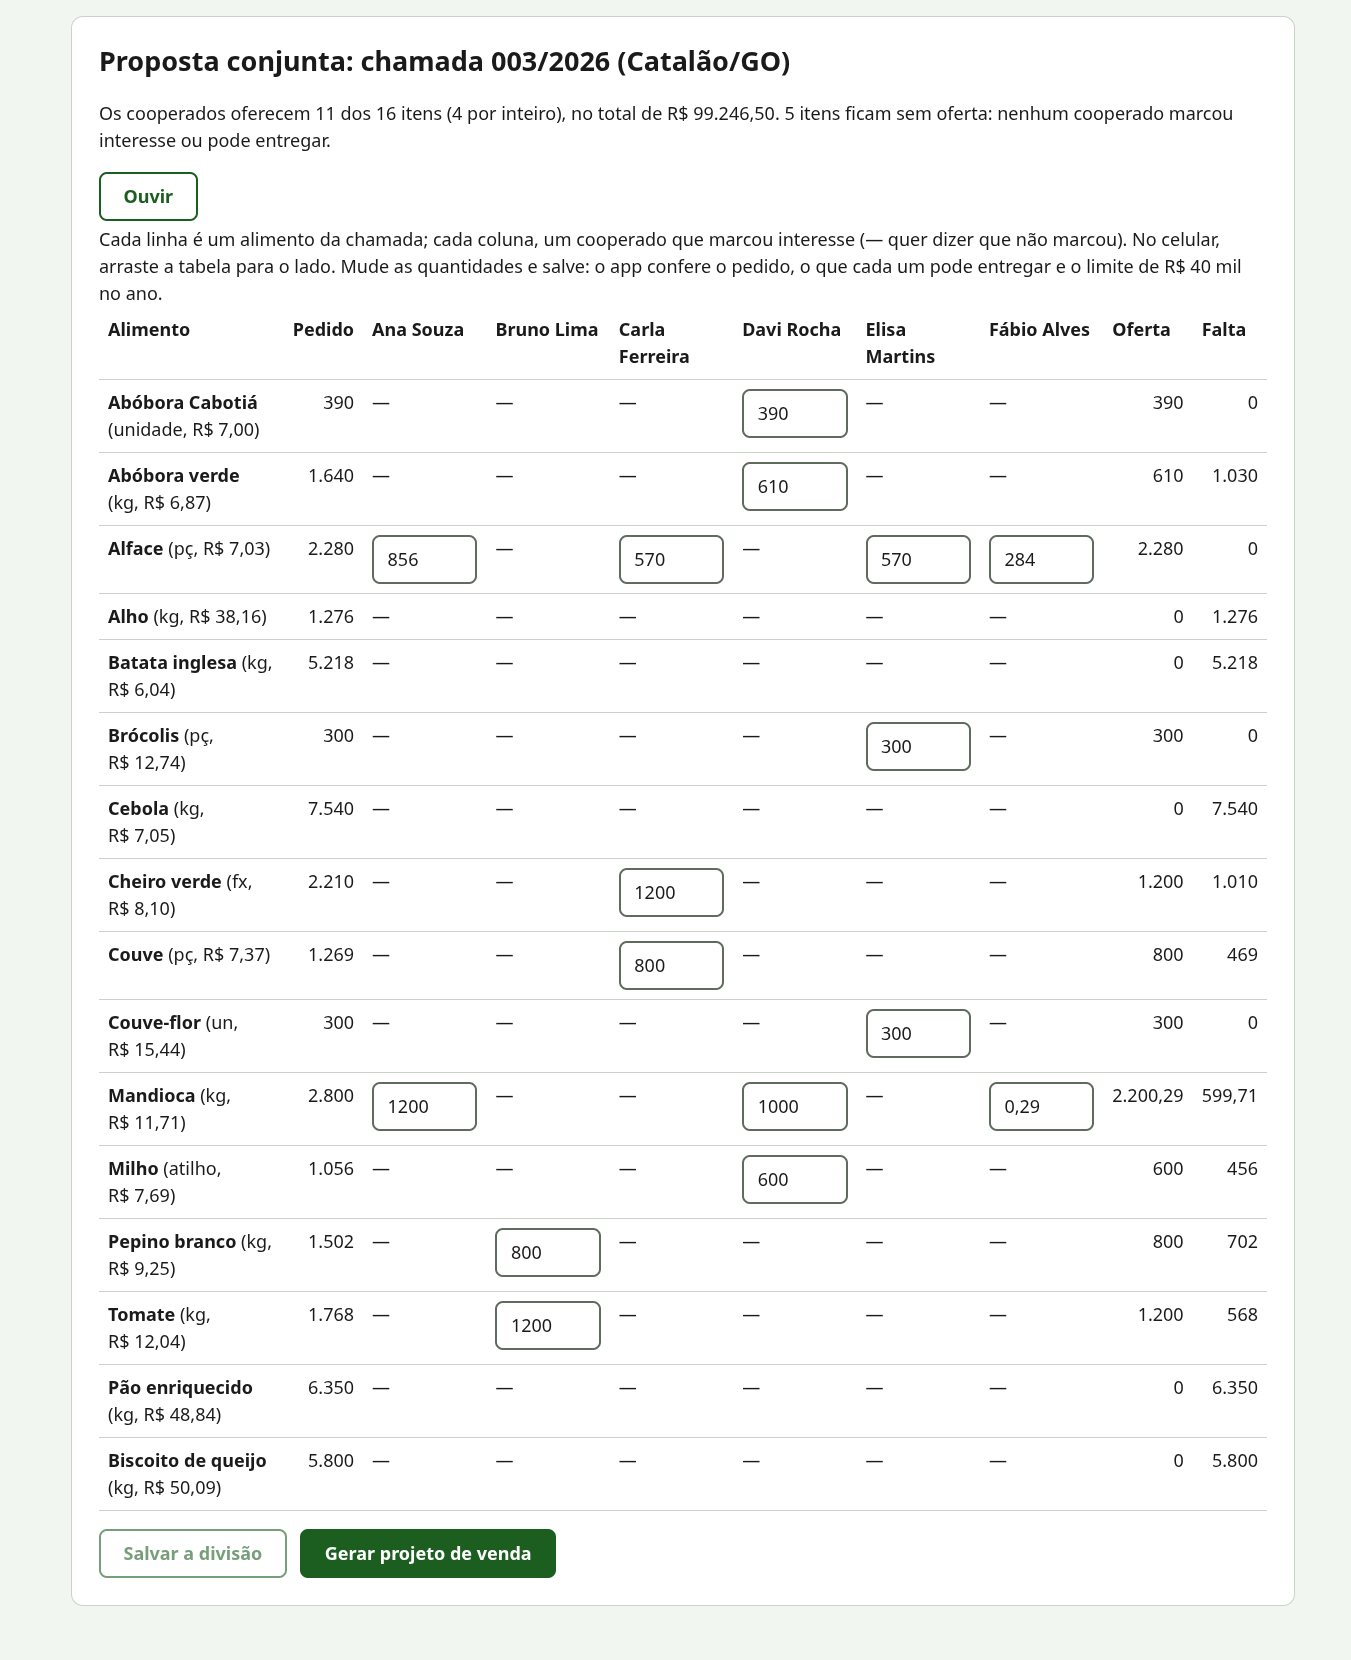 Proposta conjunta: chamada 003/2026 (Catalão/GO)
Os cooperados oferecem 11 dos 16 itens (4 por inteiro), no total de R$ 99.246,50. 5 itens ficam sem oferta: nenhum cooperado marcou
interesse ou pode entregar.
Ouvir
Cada linha é um alimento da chamada; cada coluna, um cooperado que marcou interesse (— quer dizer que não marcou). No celular,
arraste a tabela para o lado. Mude as quantidades e salve: o app confere o pedido, o que cada um pode entregar e o limite de R$ 40 mil
no ano.
Alimento Pedido Ana Souza Bruno Lima Carla Davi Rocha Elisa Fábio Alves Oferta Falta
Ferreira Martins
Abóbora Cabotiá 390 — — — 390 — — 390 0
(unidade, R$ 7,00)
Abóbora verde 1.640 — — — 610 — — 610 1.030
(kg, R$ 6,87)
Alface (pç, R$ 7,03) 2.280 856 — 570 — 570 284 2.280 0
Alho (kg, R$ 38,16) 1.276 — — — — — — 0 1.276
Batata inglesa (kg, 5.218 — — — — — — 0 5.218
R$ 6,04)
Brócolis (pç, 300 — — — — 300 — 300 0
R$ 12,74)
Cebola (kg, 7.540 — — — — — — 0 7.540
R$ 7,05)
Cheiro verde (fx, 2.210 — — 1200 — — — 1.200 1.010
R$ 8,10)
Couve (pç, R$ 7,37) 1.269 — — 800 — — — 800 469
Couve-flor (un, 300 — — — — 300 — 300 0
R$ 15,44)
Mandioca (kg, 2.800 1200 — — 1000 — 0,29 2.200,29 599,71
R$ 11,71)
Milho (atilho, 1.056 — — — 600 — — 600 456
R$ 7,69)
Pepino branco (kg, 1.502 — 800 — — — — 800 702
R$ 9,25)
Tomate (kg, 1.768 — 1200 — — — — 1.200 568
R$ 12,04)
Pão enriquecido 6.350 — — — — — — 0 6.350
(kg, R$ 48,84)
Biscoito de queijo 5.800 — — — — — — 0 5.800
(kg, R$ 50,09)
Salvar a divisão Gerar projeto de venda